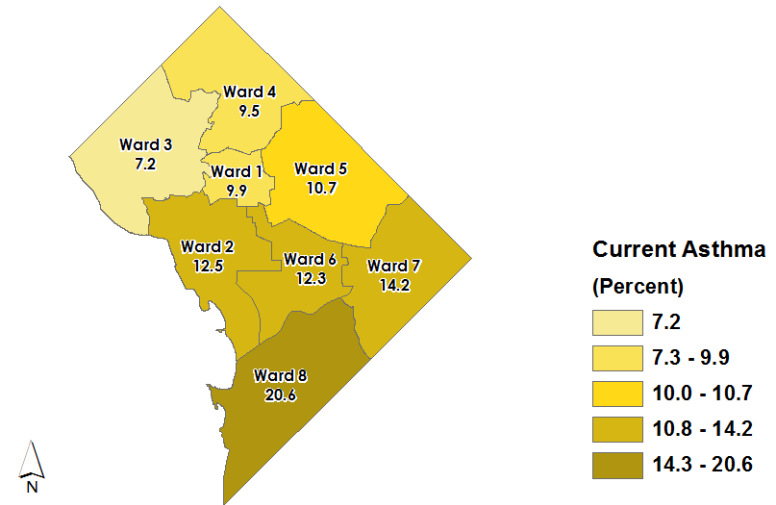 Ward 4
9.5
Ward 3
7.2
Ward 1
9.9
Ward 5
10.7
Ward 2
12.5
Ward 6
12.3
Ward 7
14.2
Ward 8
20.6
N
Current Asthma
(Percent)
7.2
7.3 - 9.9
10.0 - 10.7
10.8 - 14.2
14.3 - 20.6